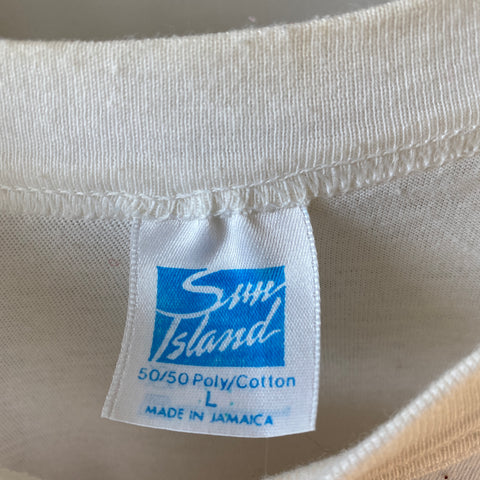 Sun
Island
50/50 Poly/Cotton
L
MADE IN JAMAICA